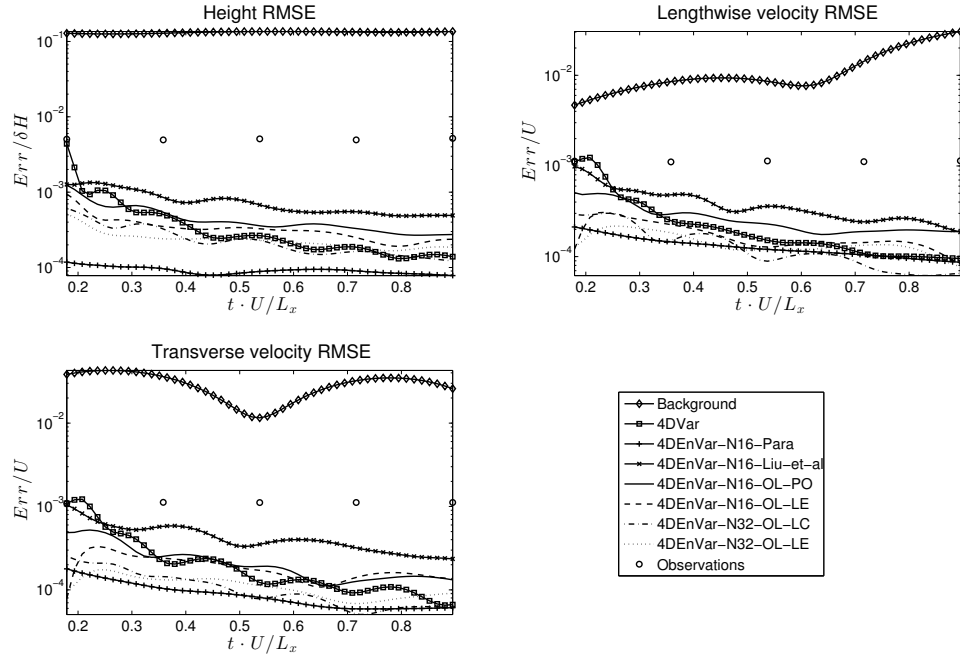 Height RMSE
Lengthwise velocity RMSE
10⁻¹
10⁻²
10⁻³
10⁻⁴
Err/δH
0.2 0.3 0.4 0.5 0.6 0.7 0.8
t · U/Lₓ
10⁻²
10⁻³
10⁻⁴
Err/U
0.2 0.3 0.4 0.5 0.6 0.7 0.8
t · U/Lₓ
Transverse velocity RMSE
10⁻²
10⁻³
10⁻⁴
Err/U
0.2 0.3 0.4 0.5 0.6 0.7 0.8
t · U/Lₓ
Background
4DVar
4DEnVar−N16−Para
4DEnVar−N16−Liu−et−al
4DEnVar−N16−OL−PO
4DEnVar−N16−OL−LE
4DEnVar−N32−OL−LC
4DEnVar−N32−OL−LE
Observations